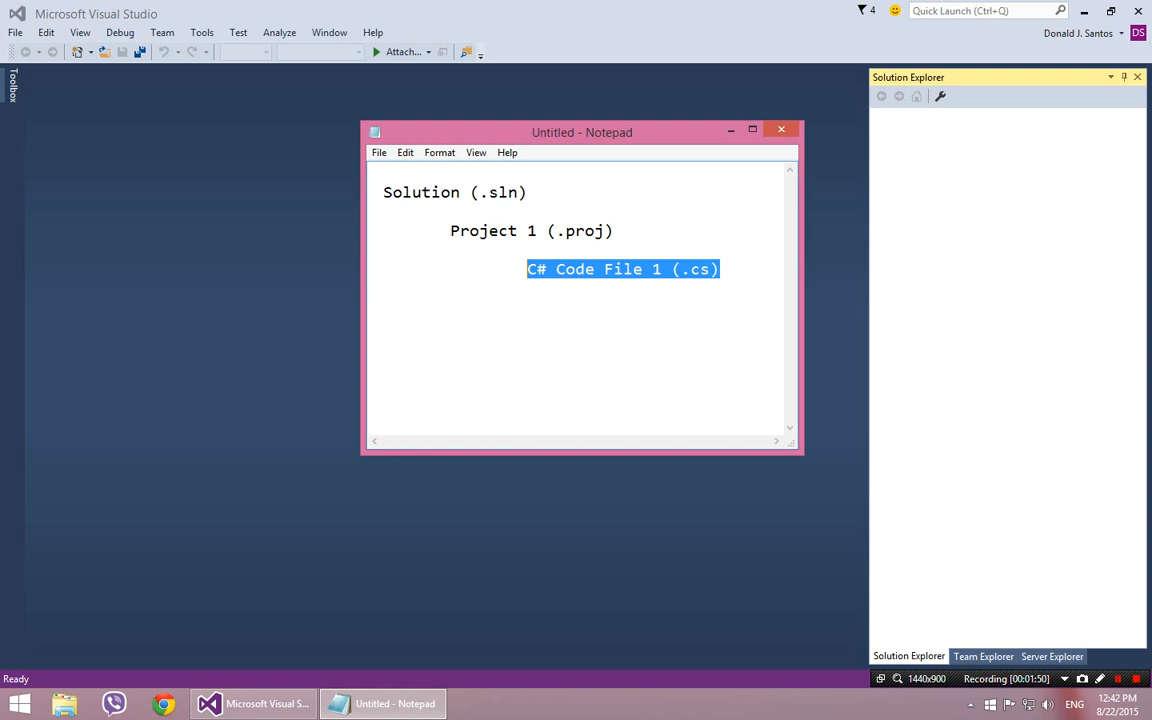 Microsoft Visual Studio
4
Quick Launch (Ctrl+Q)
File Edit View Debug Team Tools Test Analyze Window Help
Donald J. Santos
DS
Attach...
Toolbox
Solution Explorer
Untitled - Notepad
File Edit Format View Help
Solution (.sln)
Project 1 (.proj)
C# Code File 1 (.cs)
Solution Explorer Team Explorer Server Explorer
Ready
1440x900 Recording [00:01:50]
Microsoft Visual S...
Untitled - Notepad
ENG
12:42 PM
8/22/2015